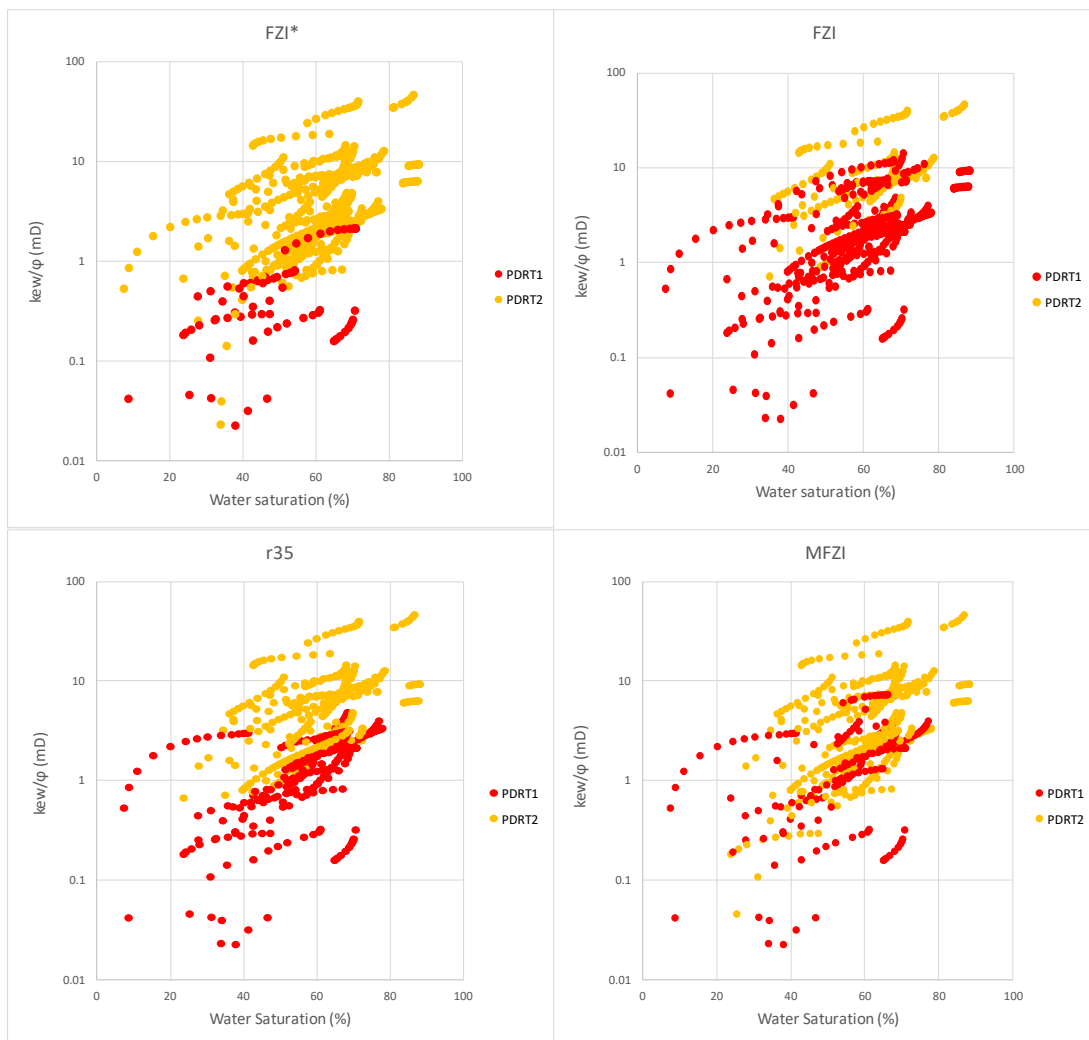 FZI*
kew/φ (mD)
100
10
1
0.1
0.01
0
20
40
60
80
100
Water saturation (%)
PDRT1
PDRT2
FZI
kew/φ (mD)
100
10
1
0.1
0.01
0
20
40
60
80
100
Water saturation (%)
PDRT1
PDRT2
r35
kew/φ (mD)
100
10
1
0.1
0.01
0
20
40
60
80
100
Water Saturation (%)
PDRT1
PDRT2
MFZI
kew/φ (mD)
100
10
1
0.1
0.01
0
20
40
60
80
100
Water Saturation (%)
PDRT1
PDRT2